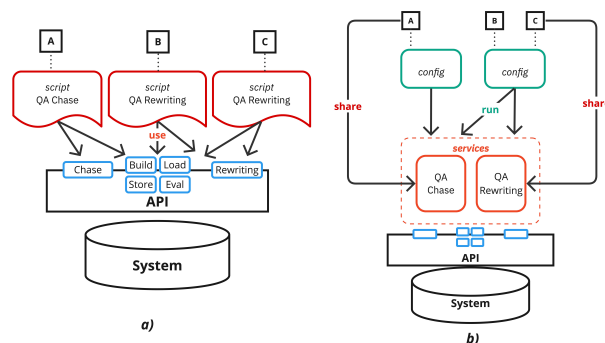 A
B
C
script
QA Chase
script
QA Rewriting
script
QA Rewriting
use
Chase
Build
Load
Rewriting
Store
Eval
API
System
a)
A
B
C
config
config
share
run
shar
services
QA
Chase
QA
Rewriting
API
System
b)